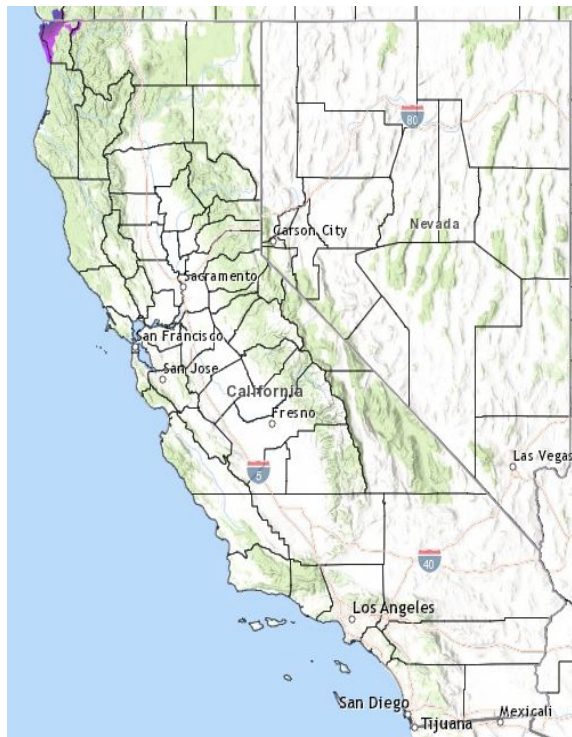 80
Nevada
Carson City
Sacramento
San Francisco
San Jose
California
Fresno
Las Vegas
5
40
Los Angeles
San Diego
Mexicali
Tijuana